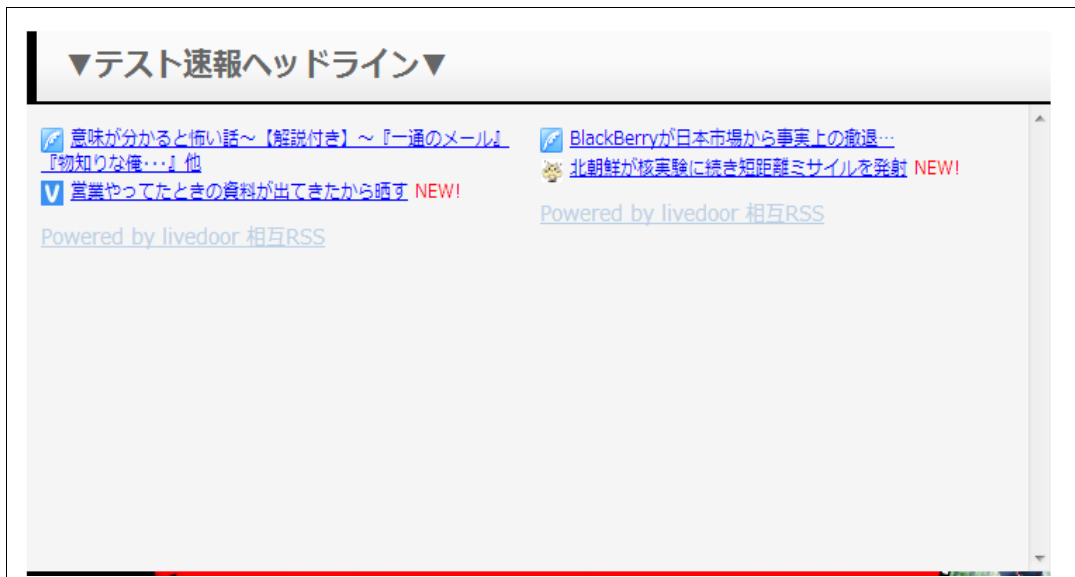 ▼テスト速報ヘッドライン▼
意味が分かると怖い話～【解説付き】～『一通のメール』
『物知りな俺・・・』他
営業やってたときの資料が出てきたから晒す NEW!
Powered by livedoor 相互RSS
BlackBerryが日本市場から事実上の撤退…
北朝鮮が核実験に続き短距離ミサイルを発射 NEW!
Powered by livedoor 相互RSS